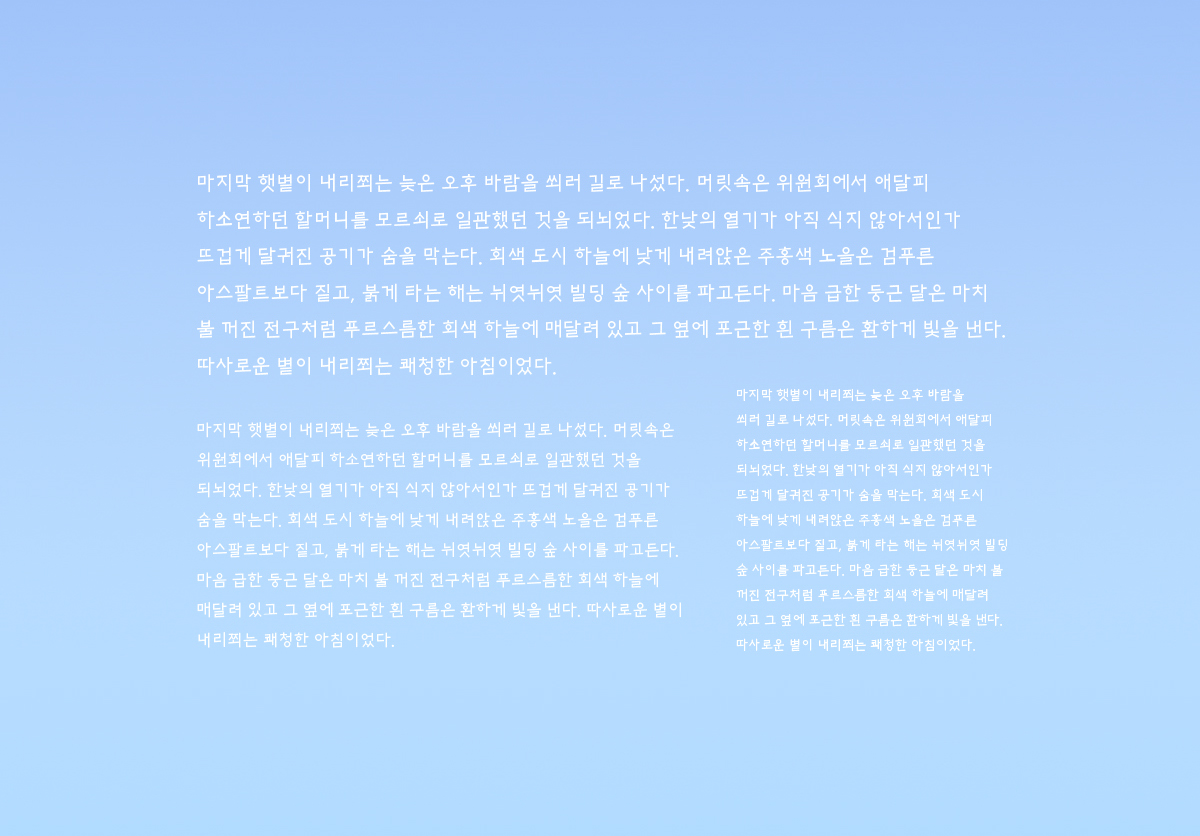 마지막 햇볕이 내리쬐는 늦은 오후 바람을 쐬러 길로 나섰다. 머릿속은 위원회에서 애달피
하소연하던 할머니를 모르쇠로 일관했던 것을 되뇌었다. 한낮의 열기가 아직 식지 않아서인가
뜨겁게 달궈진 공기가 숨을 막는다. 회색 도시 하늘에 낮게 내려앉은 주홍색 노을은 검푸른
아스팔트보다 질고, 붉게 타는 해는 뉘엿뉘엿 빌딩 숲 사이를 파고든다. 마음 급한 둥근 달은 마치
불 꺼진 전구처럼 푸르스름한 회색 하늘에 매달려 있고 그 옆에 포근한 흰 구름은 환하게 빛을 낸다.
따사로운 볕이 내리쬐는 쾌청한 아침이었다.
마지막 햇볕이 내리쬐는 늦은 오후 바람을 쐬러 길로 나섰다. 머릿속은
위원회에서 애달피 하소연하던 할머니를 모르쇠로 일관했던 것을
되뇌었다. 한낮의 열기가 아직 식지 않아서인가 뜨겁게 달궈진 공기가
숨을 막는다. 회색 도시 하늘에 낮게 내려앉은 주홍색 노을은 검푸른
아스팔트보다 질고, 붉게 타는 해는 뉘엿뉘엿 빌딩 숲 사이를 파고든다.
마음 급한 둥근 달은 마치 불 꺼진 전구처럼 푸르스름한 회색 하늘에
매달려 있고 그 옆에 포근한 흰 구름은 환하게 빛을 낸다. 따사로운 볕이
내리쬐는 쾌청한 아침이었다.
마지막 햇볕이 내리쬐는 늦은 오후 바람을
쐬러 길로 나섰다. 머릿속은 위원회에서 애달피
하소연하던 할머니를 모르쇠로 일관했던 것을
되뇌었다. 한낮의 열기가 아직 식지 않아서인가
뜨겁게 달궈진 공기가 숨을 막는다. 회색 도시
하늘에 낮게 내려앉은 주홍색 노을은 검푸른
아스팔트보다 질고, 붉게 타는 해는 뉘엿뉘엿 빌딩
숲 사이를 파고든다. 마음 급한 둥근 달은 마치 불
꺼진 전구처럼 푸르스름한 회색 하늘에 매달려
있고 그 옆에 포근한 흰 구름은 환하게 빛을 낸다.
따사로운 볕이 내리쬐는 쾌청한 아침이었다.